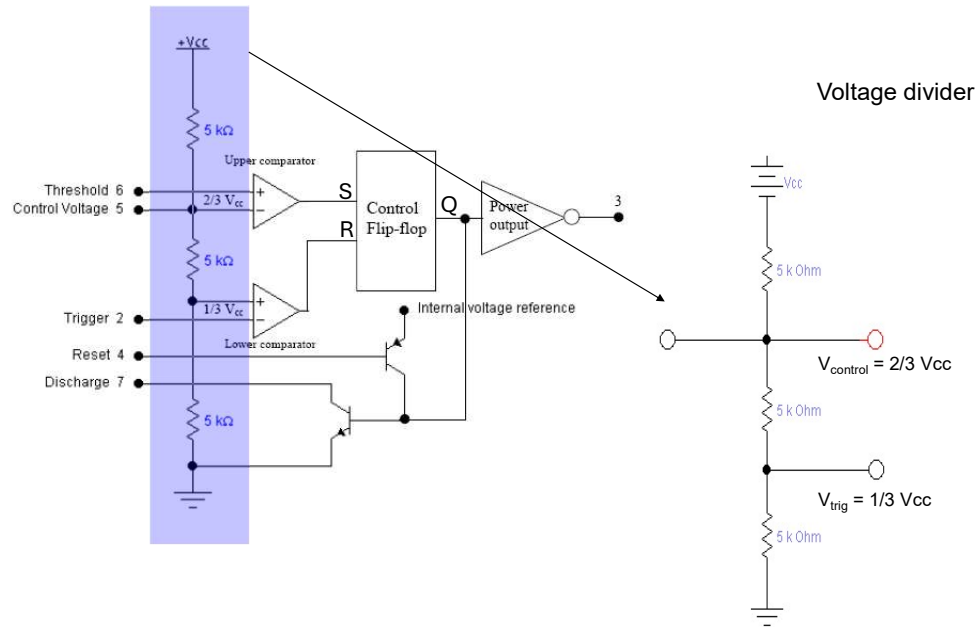 +Vcc
Voltage divider
5 kΩ
Upper comparator
Threshold 6
Control Voltage 5
2/3 Vcc
+
−
S
R
Control
Flip-flop
Q
Power
output
3
Vcc
5 kΩ
5 k Ohm
1/3 Vcc
+
−
Trigger 2
Lower comparator
Internal voltage reference
Reset 4
Discharge 7
Vcontrol = 2/3 Vcc
5 kΩ
5 k Ohm
Vtrig = 1/3 Vcc
5 k Ohm